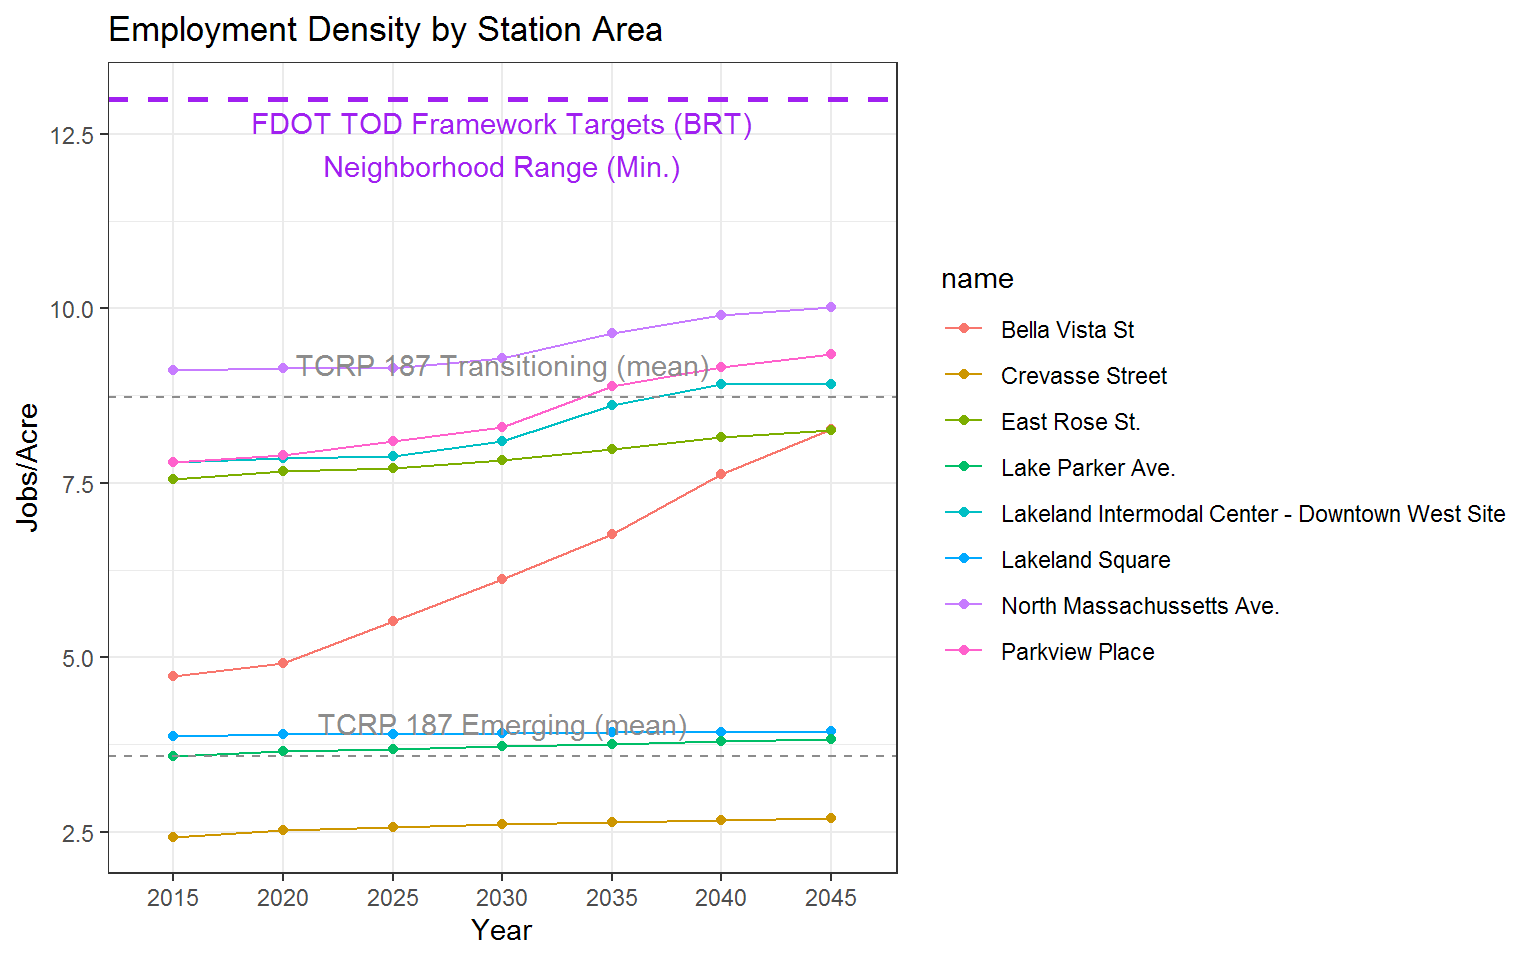 Employment Density by Station Area
Jobs/Acre
12.5
10.0
7.5
5.0
2.5
FDOT TOD Framework Targets (BRT)
Neighborhood Range (Min.)
TCRP 187 Transitioning (mean)
TCRP 187 Emerging (mean)
2015 2020 2025 2030 2035 2040 2045
Year
name
Bella Vista St
Crevasse Street
East Rose St.
Lake Parker Ave.
Lakeland Intermodal Center - Downtown West Site
Lakeland Square
North Massachussetts Ave.
Parkview Place